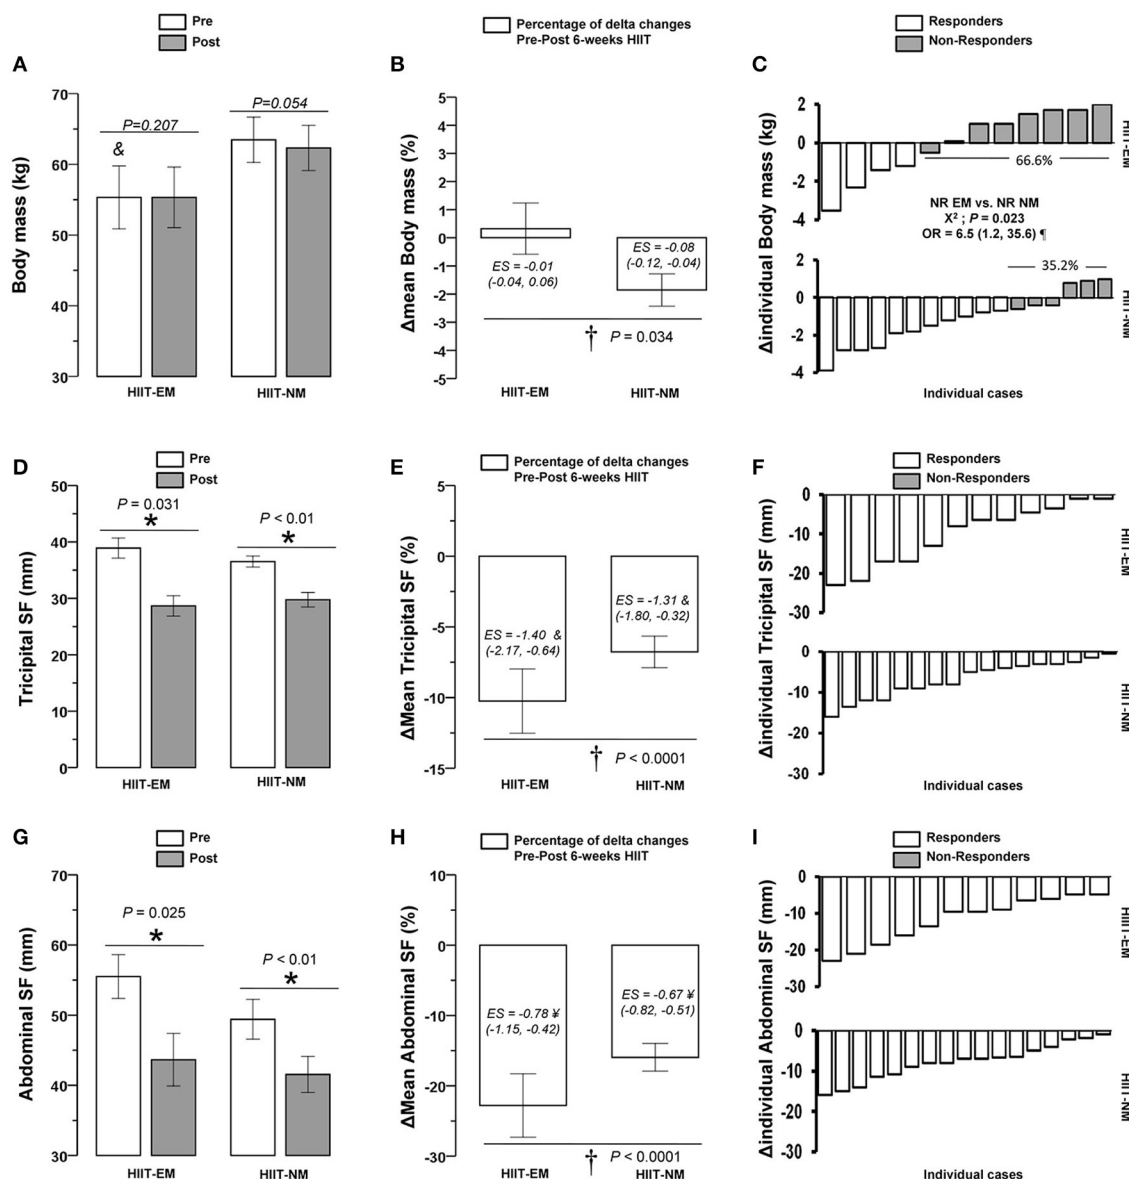 Pre
Post
Percentage of delta changes
Pre-Post 6-weeks HIIT
Responders
Non-Responders
A
Body mass (kg)
70
60
50
40
30
P=0.207
&
P=0.054
HIIT-EM
HIIT-NM
B
Δmean Body mass (%)
5
4
3
2
1
0
-1
-2
-3
-4
-5
ES = -0.01
(-0.04, 0.06)
ES = -0.08
(-0.12, -0.04)
† P = 0.034
HIIT-EM
HIIT-NM
C
Δindividual Body mass (kg)
2
0
-2
-4
66.6%
HIIT-EM
NR EM vs. NR NM
X² ; P = 0.023
OR = 6.5 (1.2, 35.6) ¶
2
0
-2
-4
35.2%
HIIT-NM
Individual cases
D
Pre
Post
Tricipital SF (mm)
50
40
30
20
10
0
P = 0.031
*
P < 0.01
*
HIIT-EM
HIIT-NM
E
Percentage of delta changes
Pre-Post 6-weeks HIIT
ΔMean Tricipital SF (%)
5
0
-5
-10
-15
ES = -1.40 &
(-2.17, -0.64)
ES = -1.31 &
(-1.80, -0.32)
† P < 0.0001
HIIT-EM
HIIT-NM
F
Responders
Non-Responders
Δindividual Tricipital SF (mm)
0
-10
-20
-30
HIIT-EM
0
-10
-20
-30
HIIT-NM
Individual cases
G
Pre
Post
Abdominal SF (mm)
70
60
50
40
30
P = 0.025
*
P < 0.01
*
HIIT-EM
HIIT-NM
H
Percentage of delta changes
Pre-Post 6-weeks HIIT
ΔMean Abdominal SF (%)
10
0
-10
-20
-30
ES = -0.78 ¥
(-1.15, -0.42)
ES = -0.67 ¥
(-0.82, -0.51)
† P < 0.0001
HIIT-EM
HIIT-NM
I
Responders
Non-Responders
Δindividual Abdominal SF (mm)
0
-10
-20
-30
HIIT-EM
0
-10
-20
-30
HIIT-NM
Individual cases